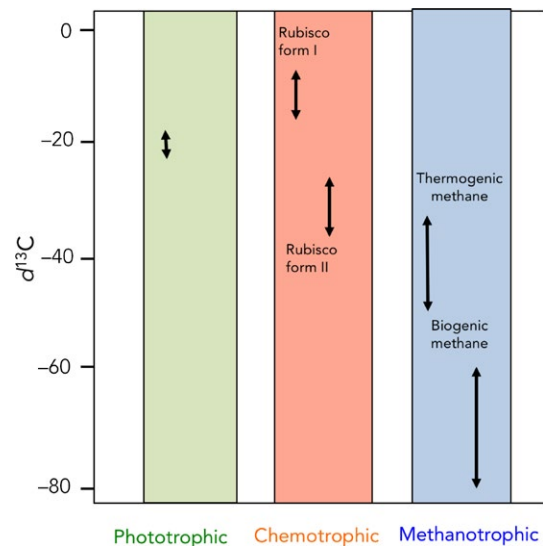 0
−20
−40
−60
−80
d¹³C
Rubisco
form I
Rubisco
form II
Thermogenic
methane
Biogenic
methane
Phototrophic
Chemotrophic
Methanotrophic